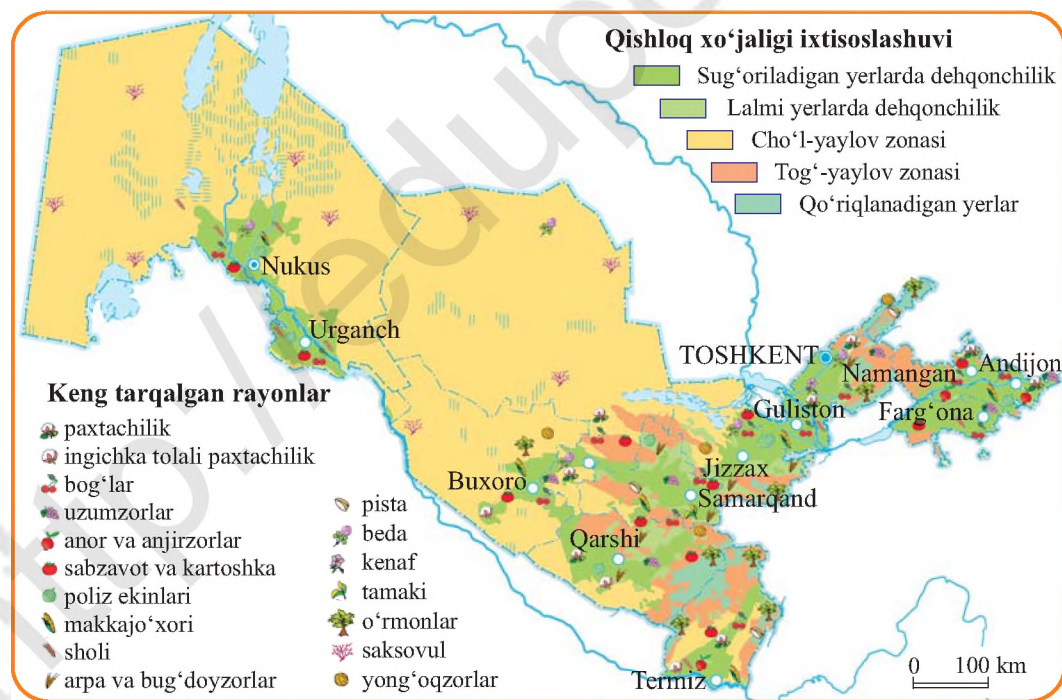 Qishloq xo‘jaligi ixtisoslashuvi
Sug‘oriladigan yerlarda dehqonchilik
Lalmi yerlarda dehqonchilik
Cho‘l-yaylov zonasi
Tog‘-yaylov zonasi
Qo‘riqlanadigan yerlar
Nukus
Urganch
TOSHKENT
Namangan
Andijon
Guliston
Farg‘ona
Jizzax
Buxoro
Samarqand
Qarshi
Termiz
Keng tarqalgan rayonlar
paxtachilik
ingichka tolali paxtachilik
bog‘lar
uzumzorlar
anor va anjirzorlar
sabzavot va kartoshka
poliz ekinlari
makkajo‘xori
sholi
arpa va bug‘doyzorlar
pista
beda
kenaf
tamaki
o‘rmonlar
saksovul
yong‘oqzorlar
0 100 km